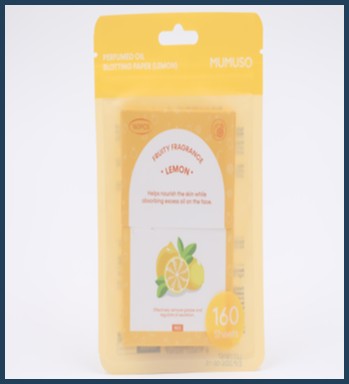 PERFUMED OIL
BLOTTING PAPER (LEMON)
MUMUSO
FRUITY FRAGRANCE
• LEMON •
Helps nourish the skin while
absorbing excess oil on the face.
160
Sheets